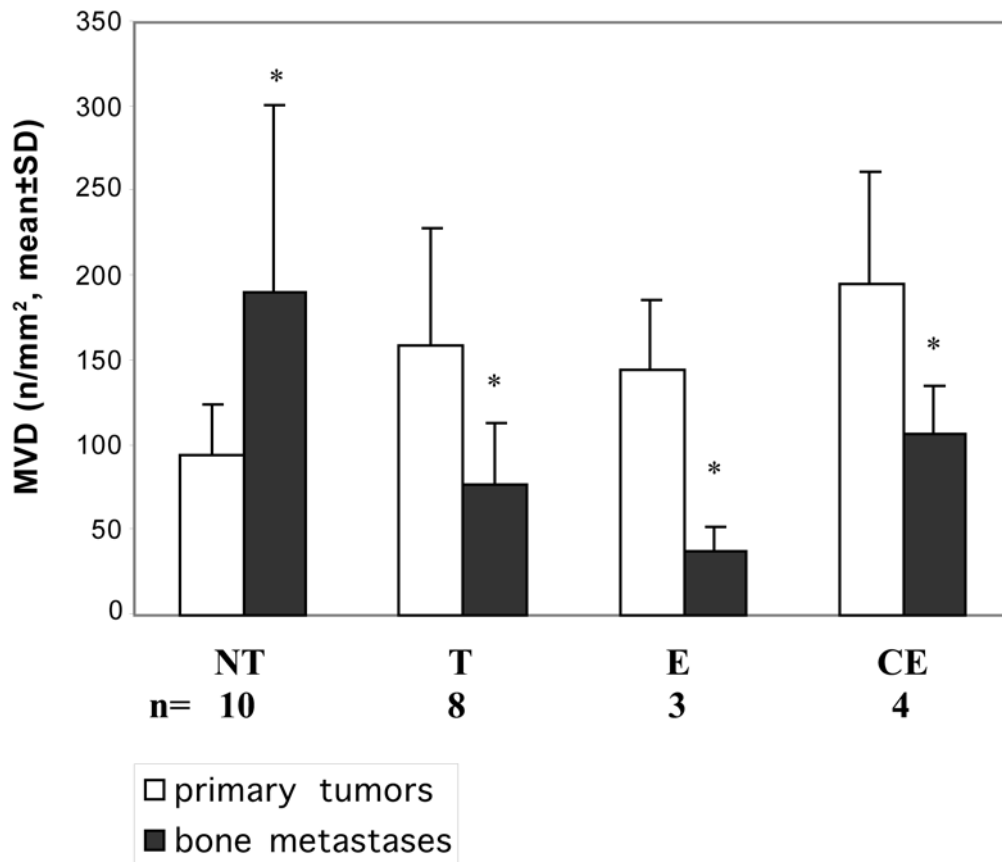 MVD (n/mm², mean±SD)
350
300
250
200
150
100
50
0
*
*
*
*
NT T E CE
n= 10 8 3 4
primary tumors
bone metastases